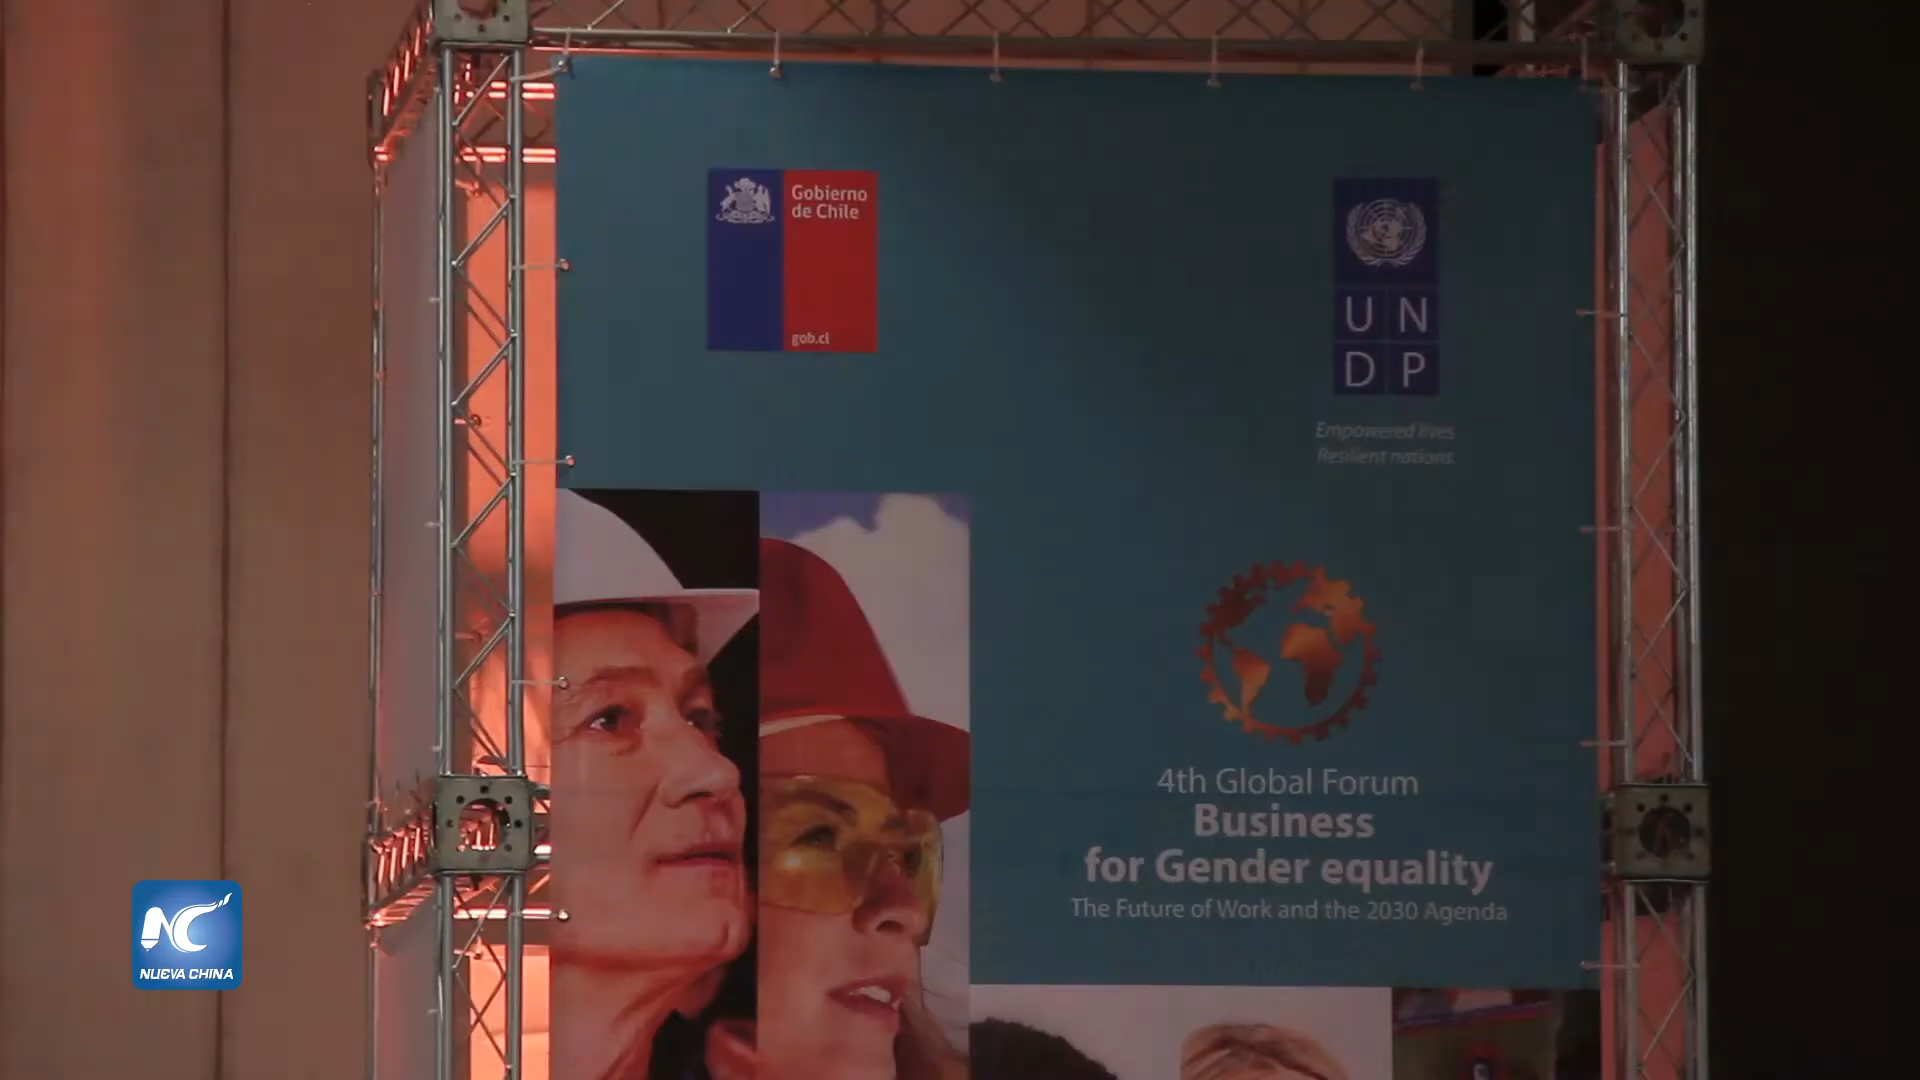 Gobierno
de Chile
gob.cl
U N
D P
Empowered lives
Resilient nations
4th Global Forum
Business
for Gender equality
The Future of Work and the 2030 Agenda
NC
NUEVA CHINA